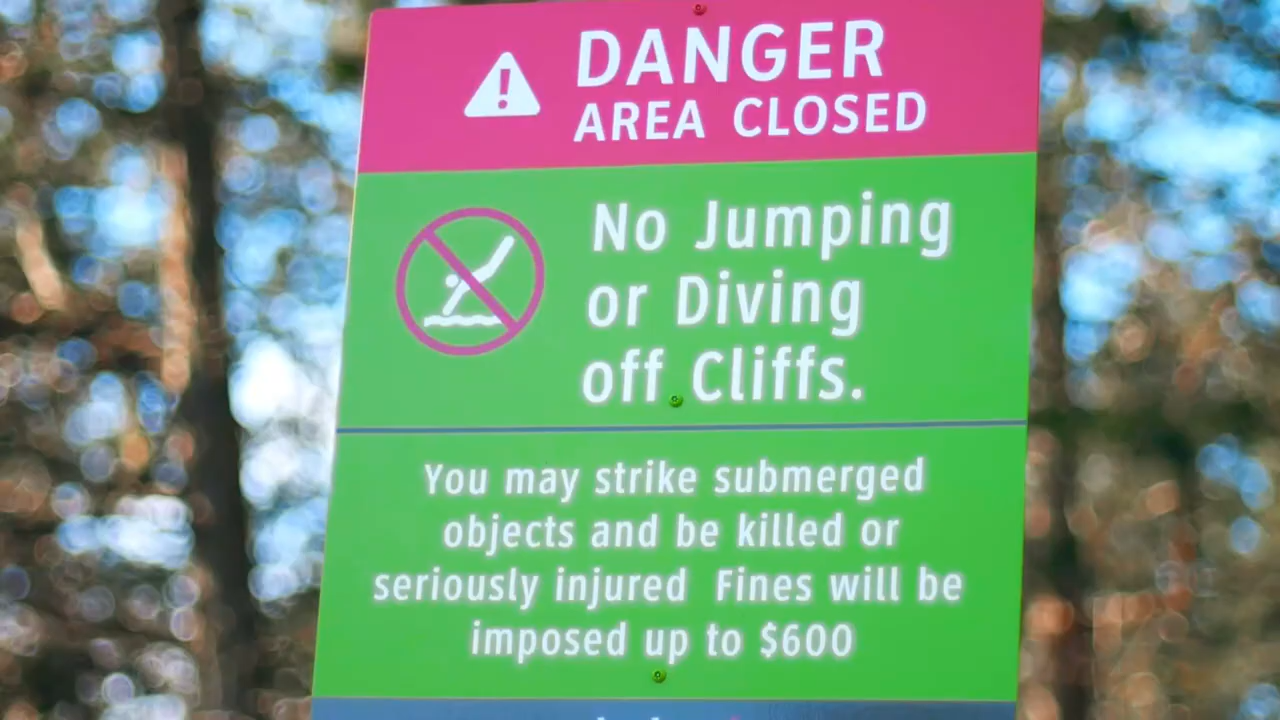 DANGER
AREA CLOSED
No Jumping
or Diving
off Cliffs.
You may strike submerged
objects and be killed or
seriously injured Fines will be
imposed up to $600